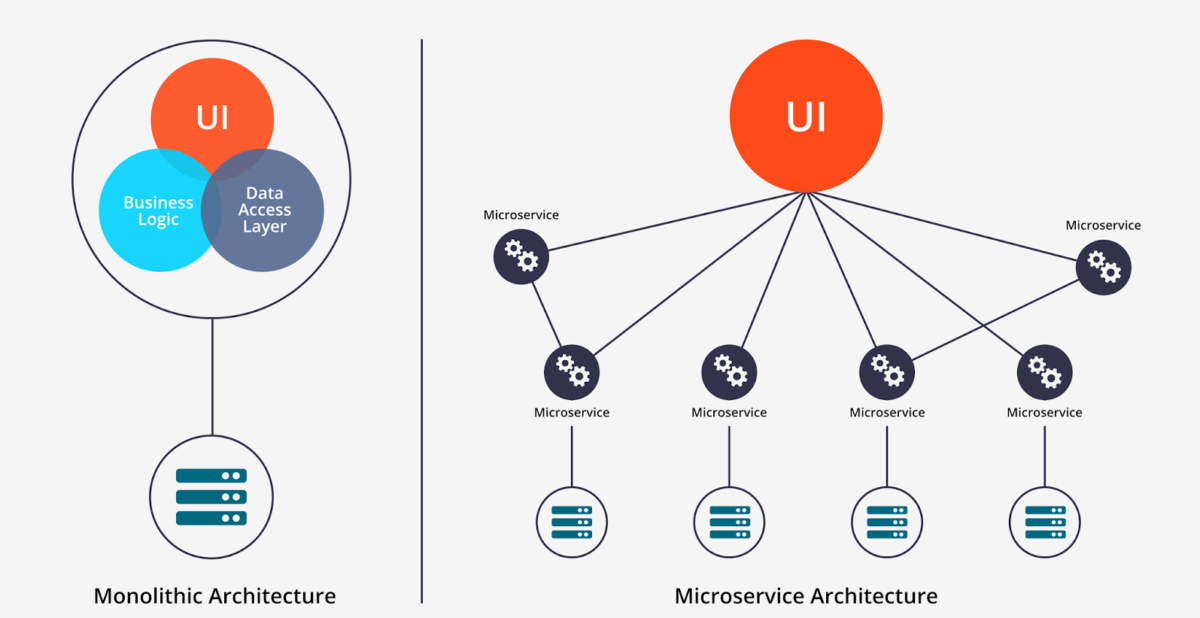 UI
Business
Logic
Data
Access
Layer
Monolithic Architecture
UI
Microservice
Microservice
Microservice
Microservice
Microservice
Microservice
Microservice Architecture